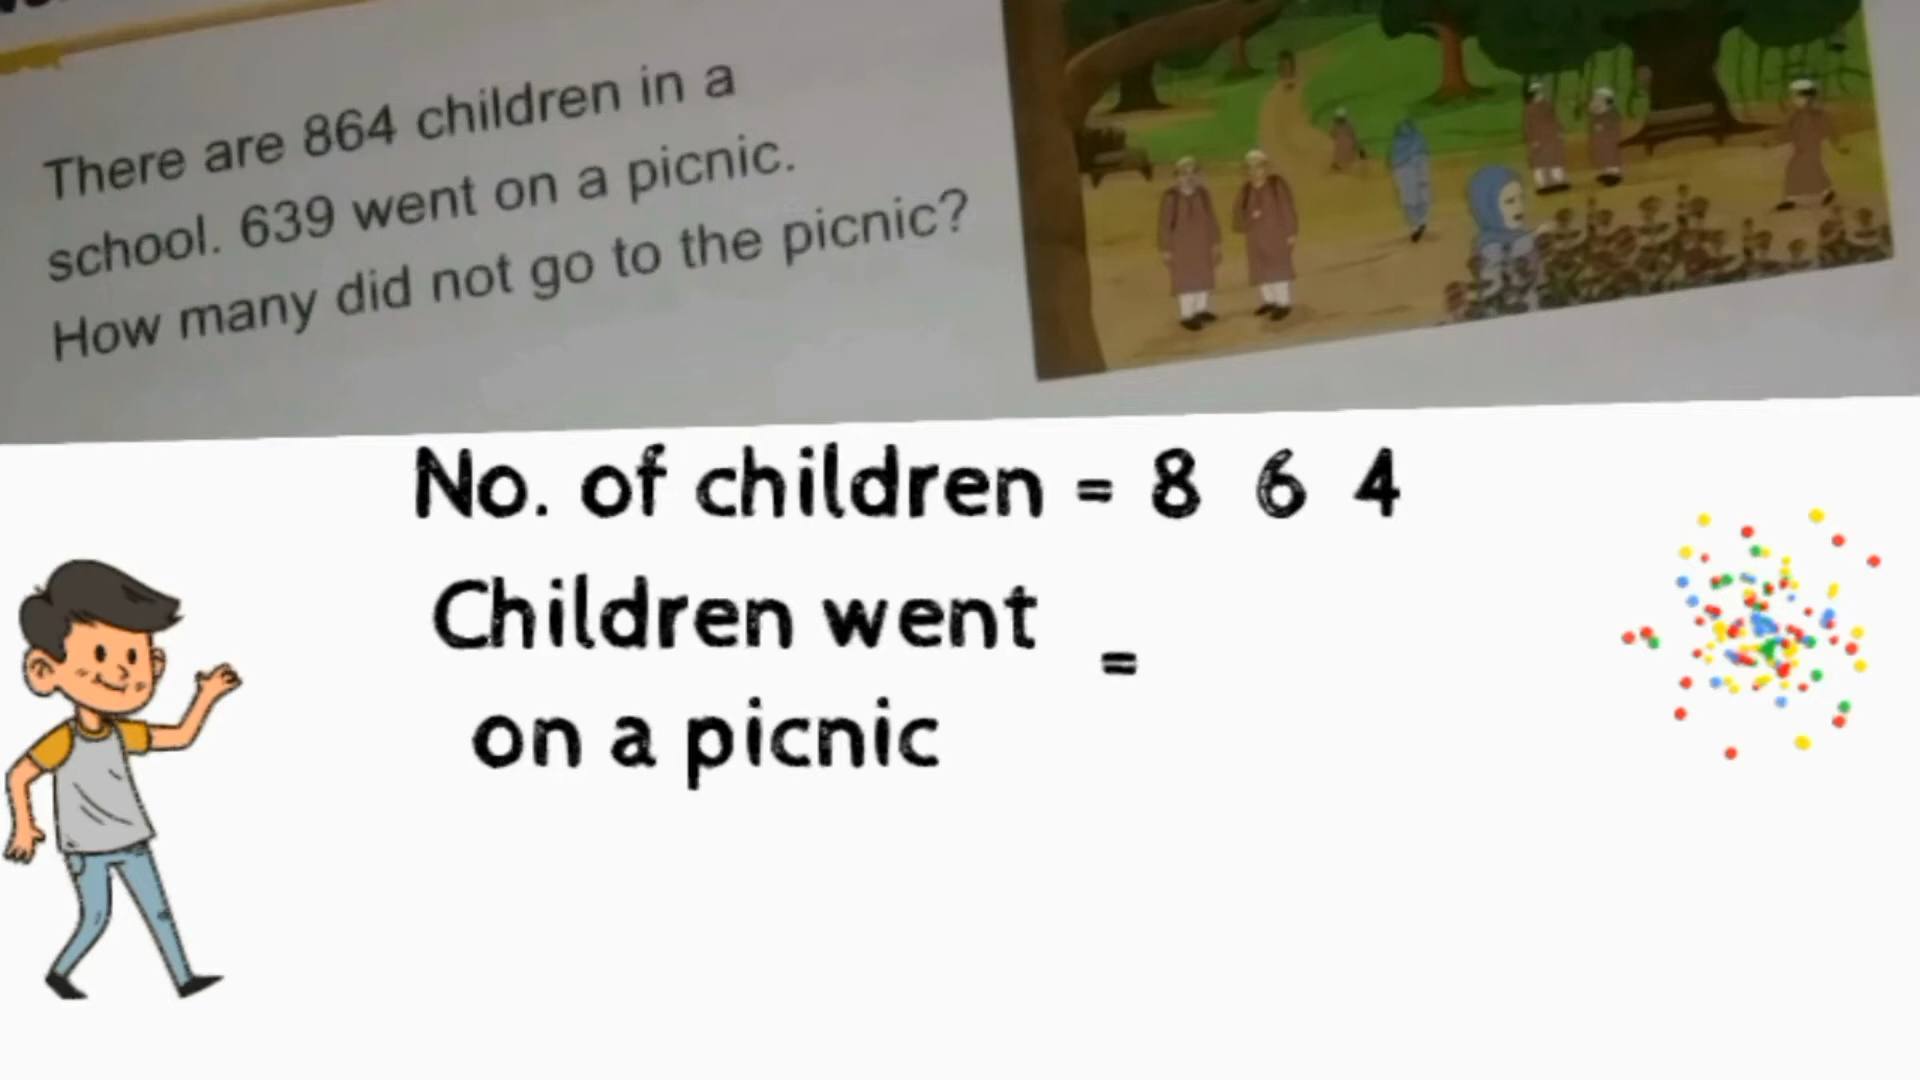 There are 864 children in a
school. 639 went on a picnic.
How many did not go to the picnic?
No. of children = 8 6 4
Children went
=
on a picnic